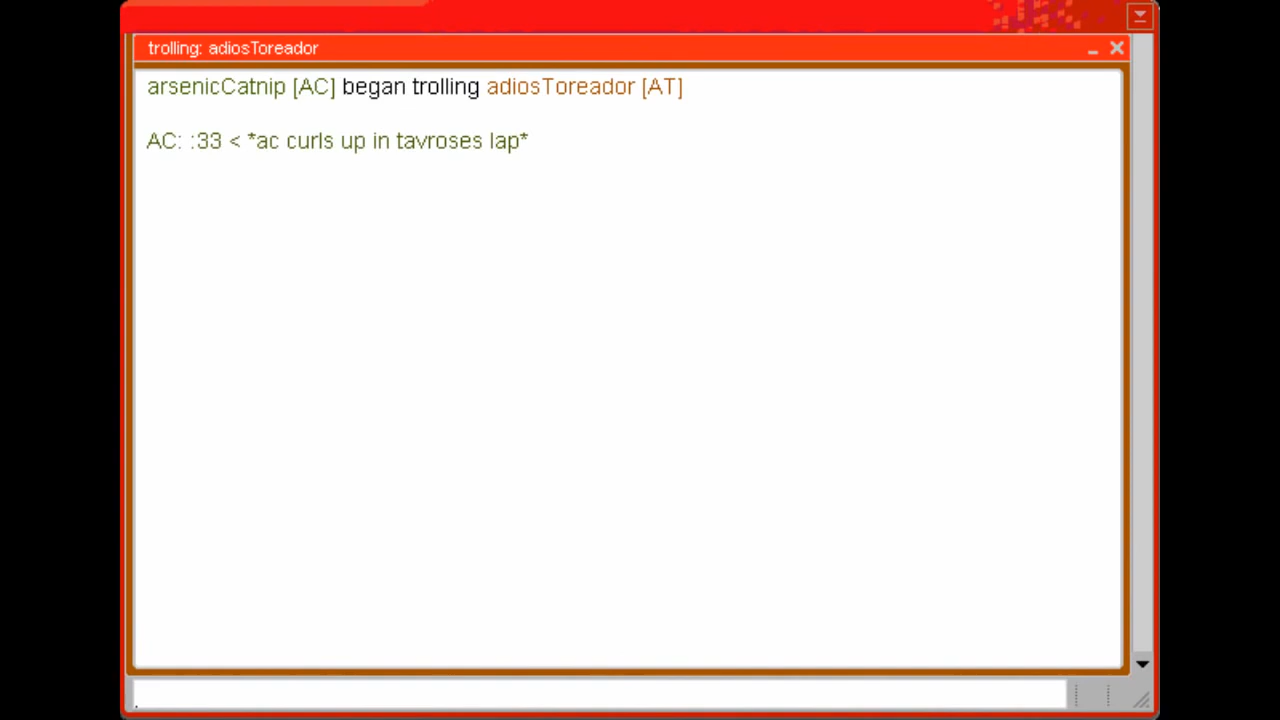 trolling: adiosToreador
arsenicCatnip [AC] began trolling adiosToreador [AT]
AC: :33 < *ac curls up in tavroses lap*